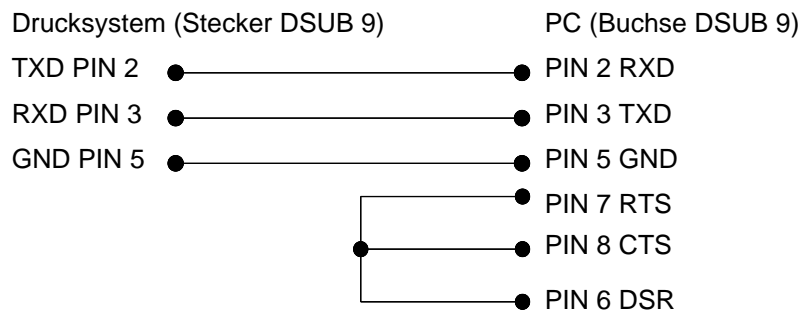 Drucksystem (Stecker DSUB 9) PC (Buchse DSUB 9)
TXD PIN 2 PIN 2 RXD
RXD PIN 3 PIN 3 TXD
GND PIN 5 PIN 5 GND
PIN 7 RTS
PIN 8 CTS
PIN 6 DSR